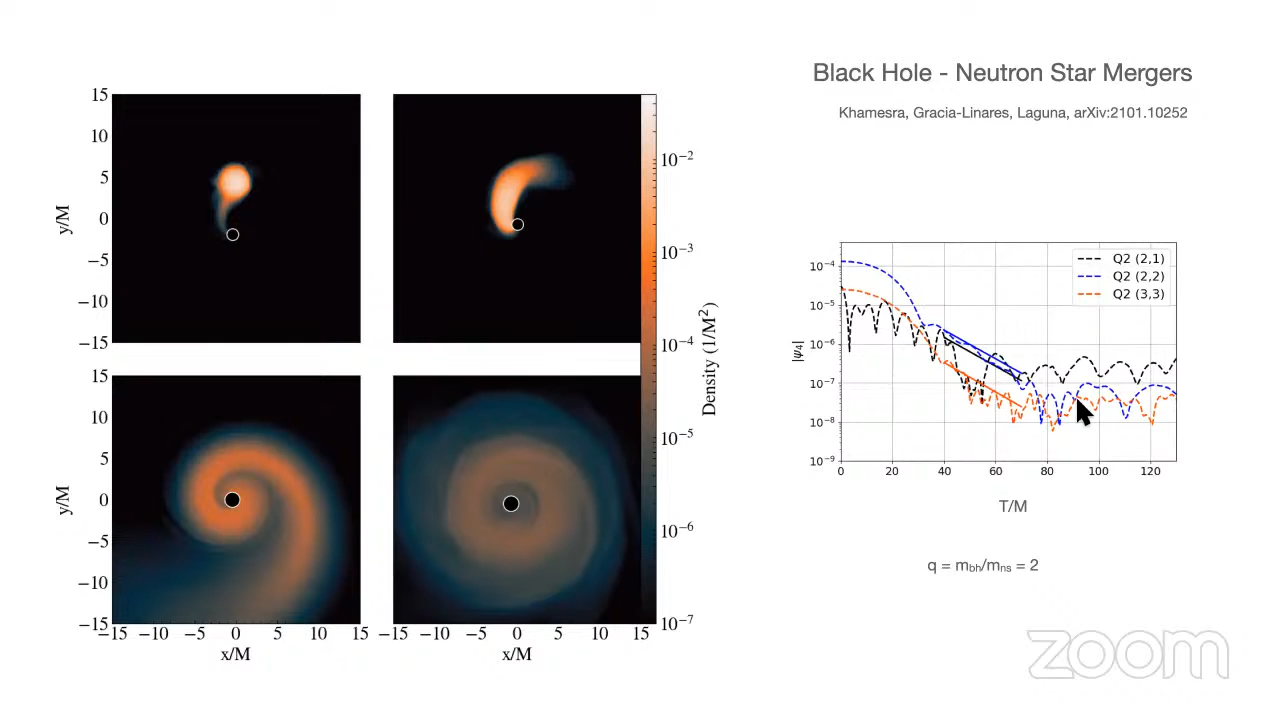 Black Hole - Neutron Star Mergers
Khamesra, Gracia-Linares, Laguna, arXiv:2101.10252
15
10
5
0
−5
−10
−15
y/M
15
10
5
0
−5
−10
−15
y/M
−15 −10 −5 0 5 10 15
x/M
−15 −10 −5 0 5 10 15
x/M
10⁻²
10⁻³
10⁻⁴
10⁻⁵
10⁻⁶
10⁻⁷
Density (1/M²)
Q2 (2,1)
Q2 (2,2)
Q2 (3,3)
10⁻⁴
10⁻⁵
10⁻⁶
10⁻⁷
10⁻⁸
10⁻⁹
|ψ₄|
0 20 40 60 80 100 120
T/M
q = mbh/mns = 2
zoom